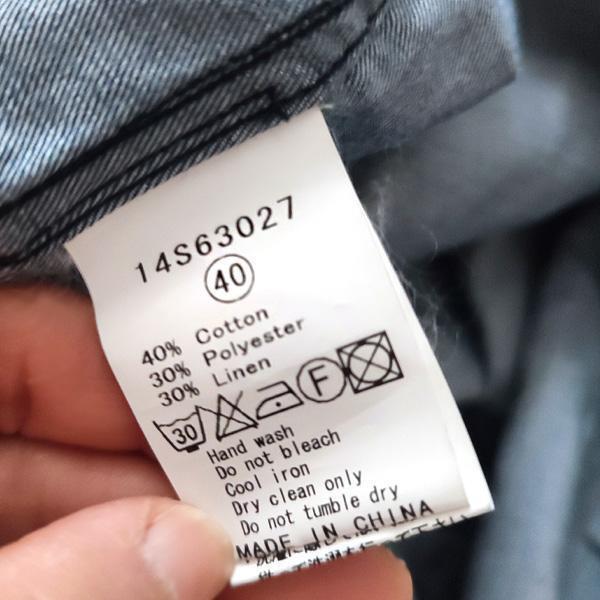 14S63027
40
40% Cotton
30% Polyester
30% Linen
30 F
Hand wash
Do not bleach
Cool iron
Dry clean only
Do not tumble dry
MADE IN CHINA